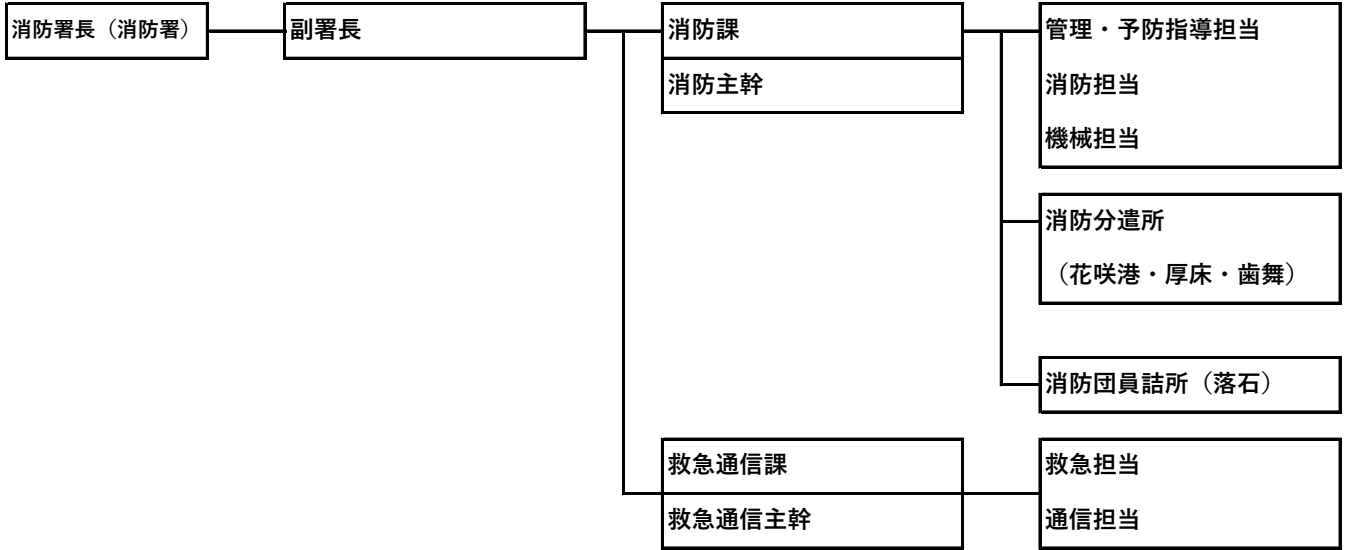 消防署長（消防署）
副署長
消防課
消防主幹
管理・予防指導担当
消防担当
機械担当
消防分遣所
（花咲港・厚床・歯舞）
消防団員詰所（落石）
救急通信課
救急通信主幹
救急担当
通信担当